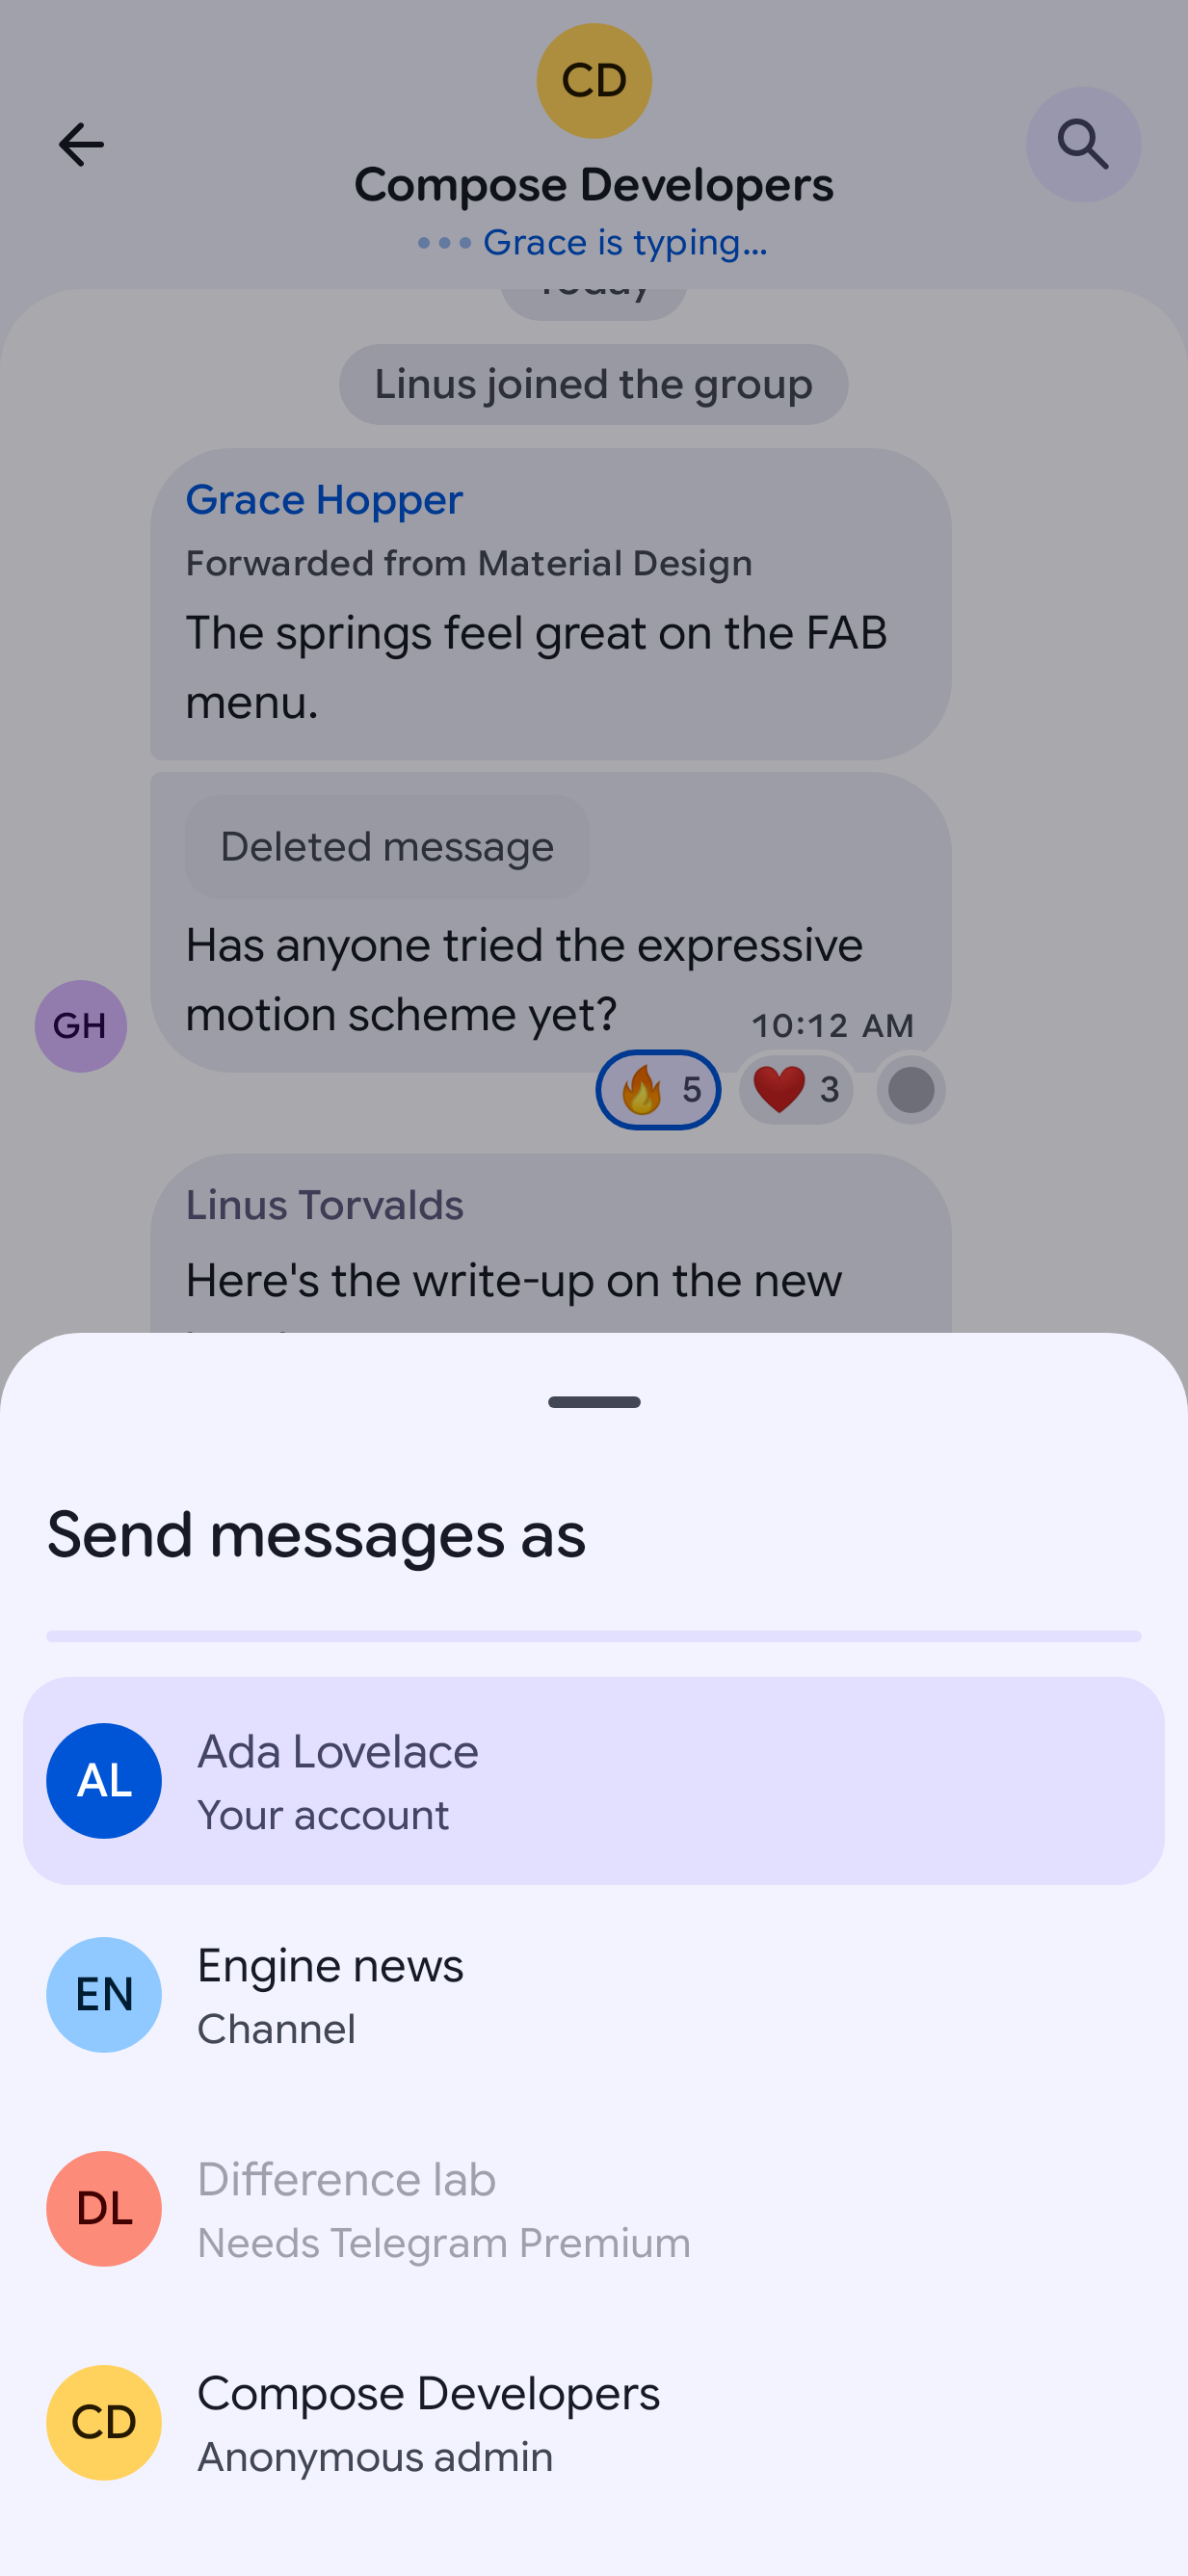 CD
Compose Developers
Grace is typing...
Today
Linus joined the group
Grace Hopper
Forwarded from Material Design
The springs feel great on the FAB
menu.
Deleted message
Has anyone tried the expressive
motion scheme yet?
10:12 AM
GH
🔥 5
❤️ 3
Linus Torvalds
Here's the write-up on the new
Send messages as
AL
Ada Lovelace
Your account
EN
Engine news
Channel
DL
Difference lab
Needs Telegram Premium
CD
Compose Developers
Anonymous admin